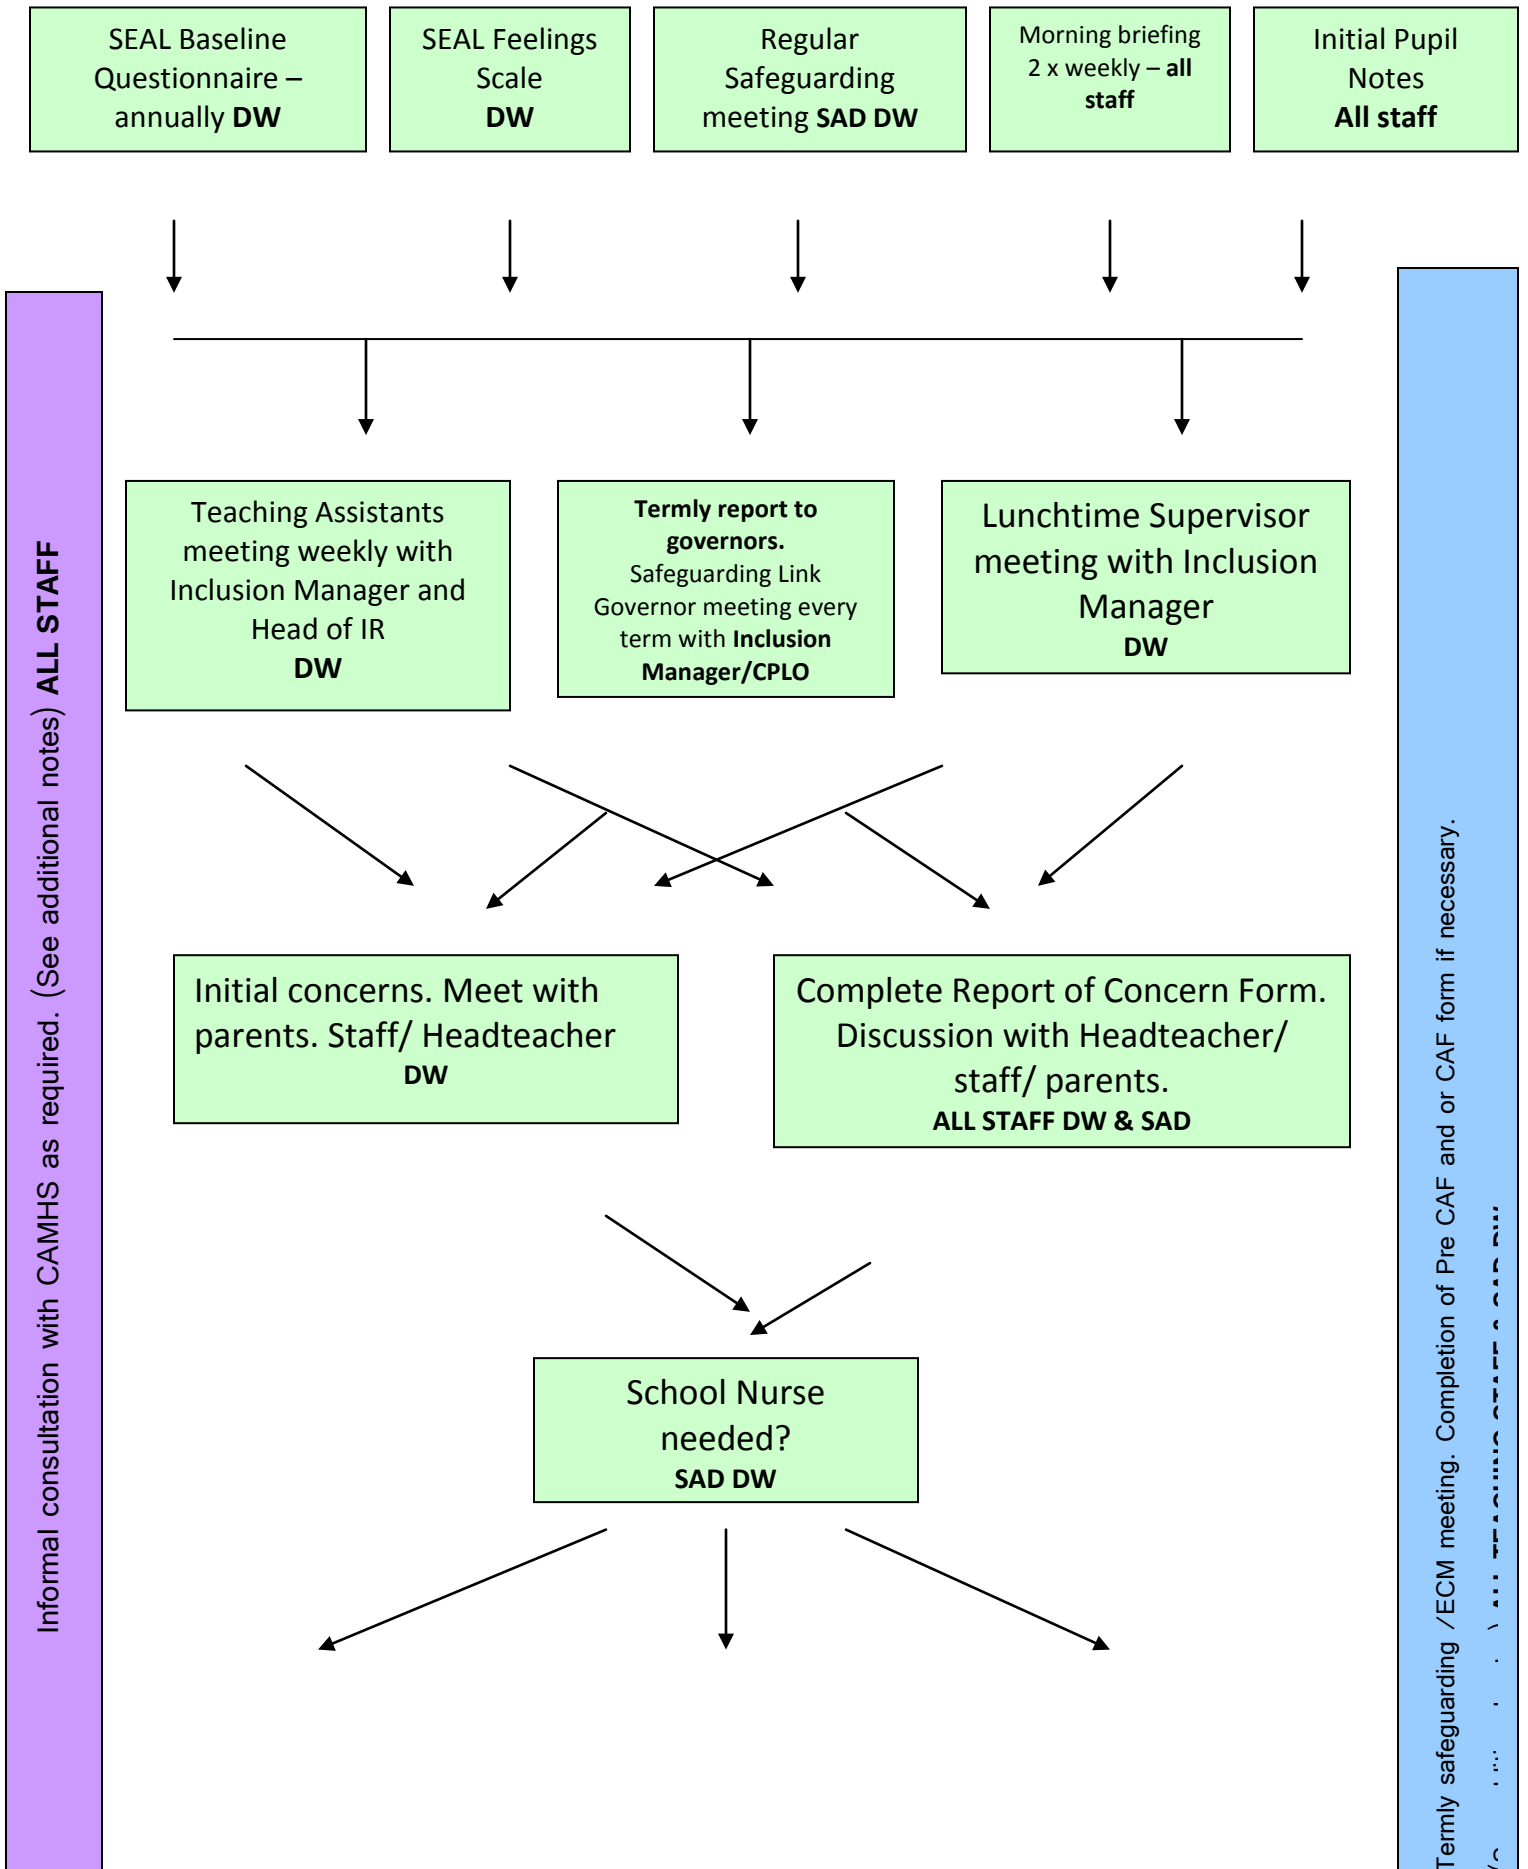 SEAL Baseline
Questionnaire –
annually DW
SEAL Feelings
Scale
DW
Regular
Safeguarding
meeting SAD DW
Morning briefing
2 x weekly – all
staff
Initial Pupil
Notes
All staff
Informal consultation with CAMHS as required. (See additional notes) ALL STAFF
Teaching Assistants
meeting weekly with
Inclusion Manager and
Head of IR
DW
Termly report to
governors.
Safeguarding Link
Governor meeting every
term with Inclusion
Manager/CPLO
Lunchtime Supervisor
meeting with Inclusion
Manager
DW
Initial concerns. Meet with
parents. Staff/ Headteacher
DW
Complete Report of Concern Form.
Discussion with Headteacher/
staff/ parents.
ALL STAFF DW & SAD
School Nurse
needed?
SAD DW
Termly safeguarding /ECM meeting. Completion of Pre CAF and or CAF form if necessary.
ALL TEACHING STAFF & SAD DW